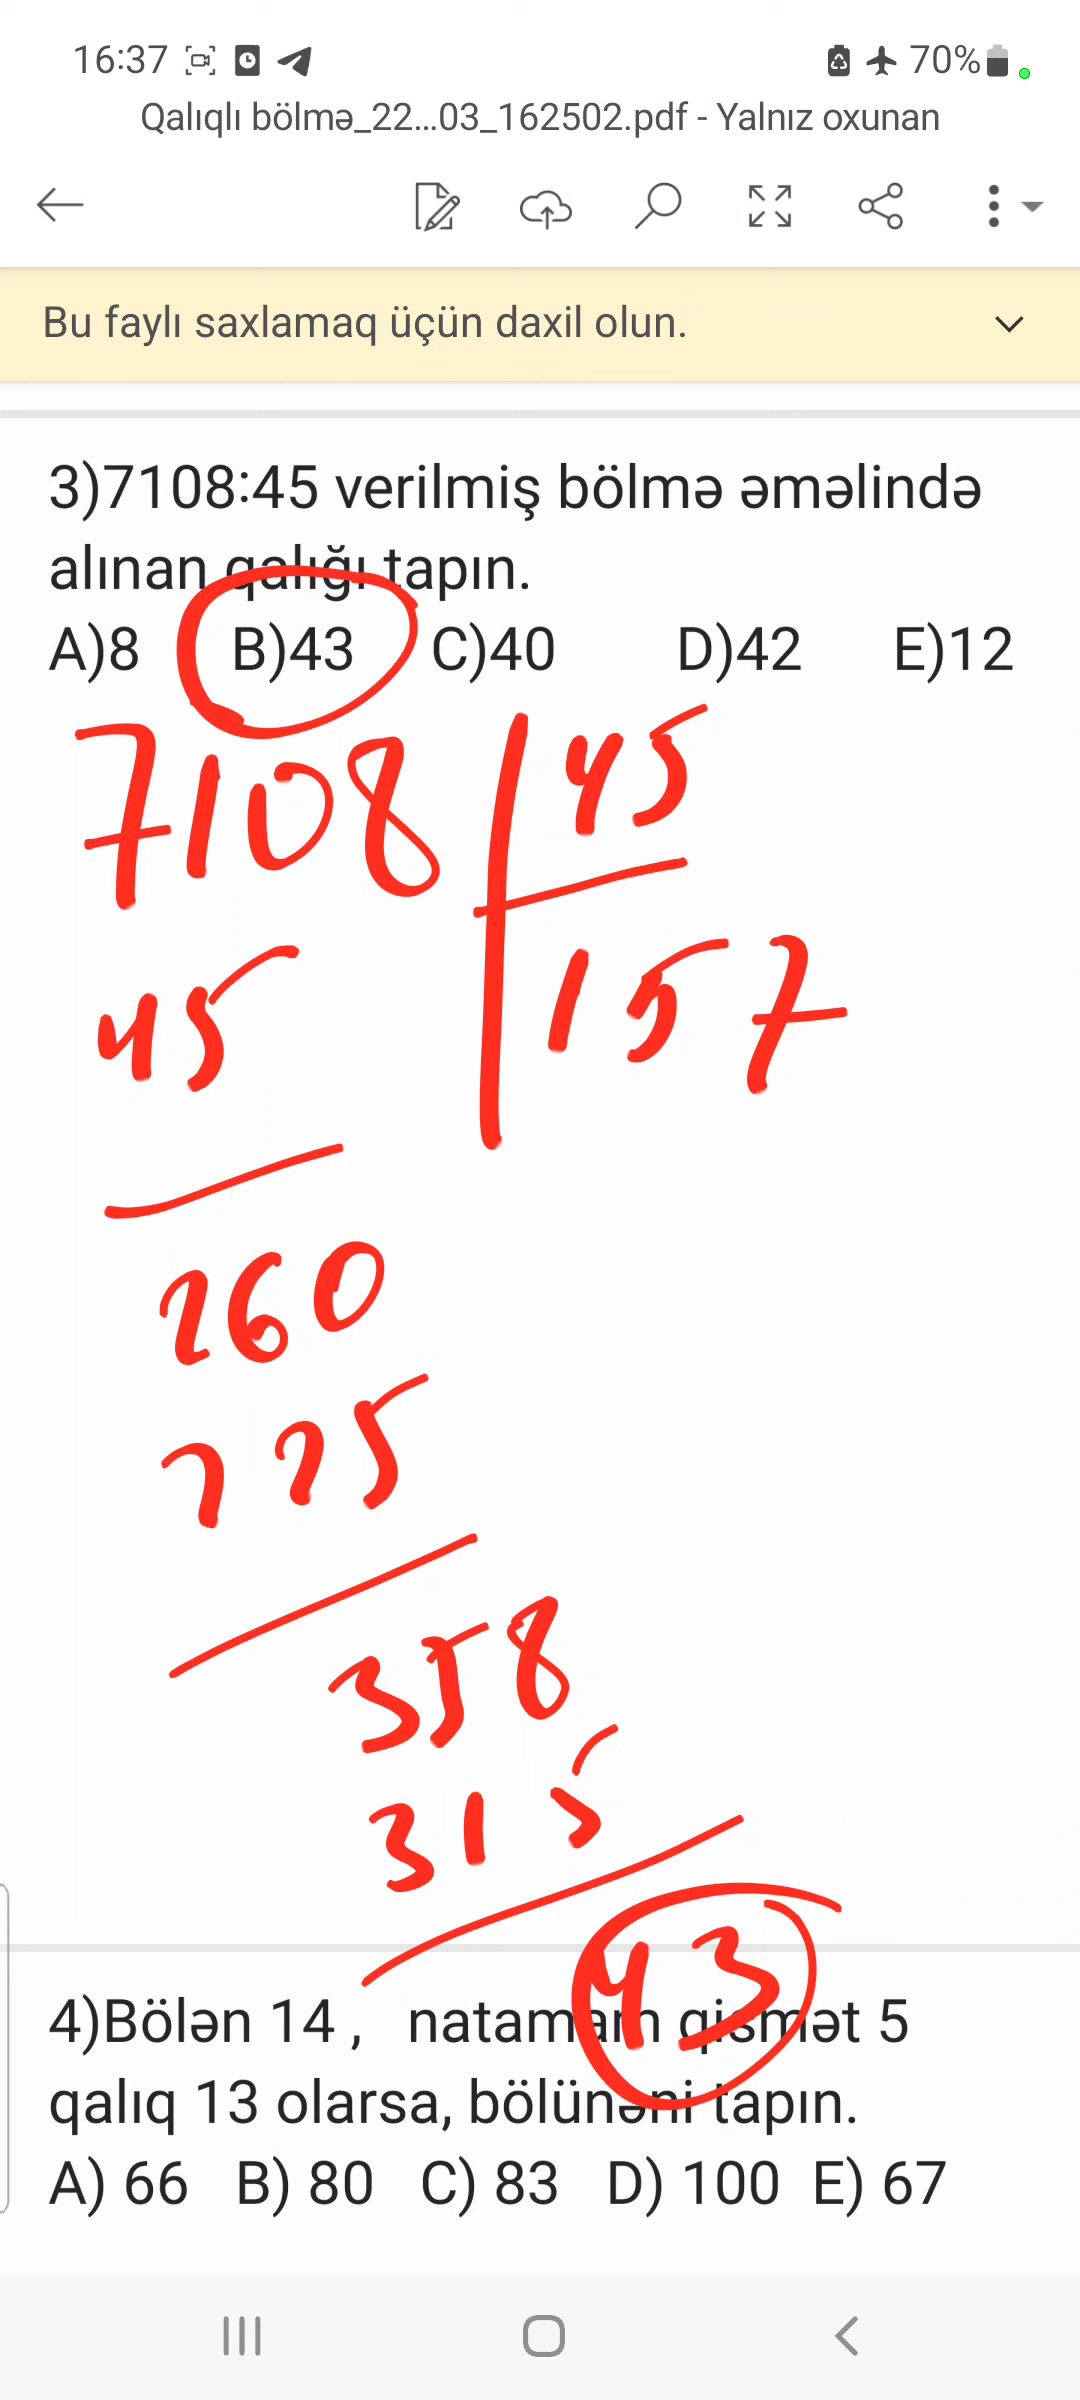 16:37 70%
Qalıqlı bölmə_22...03_162502.pdf - Yalnız oxunan
Bu faylı saxlamaq üçün daxil olun.
3)7108:45 verilmiş bölmə əməlində
alınan qalığı tapın.
A)8 B)43 C)40 D)42 E)12
7108 45
45 157
260
225
358
315
43
4)Bölən 14 , natamam qismət 5
qalıq 13 olarsa, bölünəni tapın.
A) 66 B) 80 C) 83 D) 100 E) 67